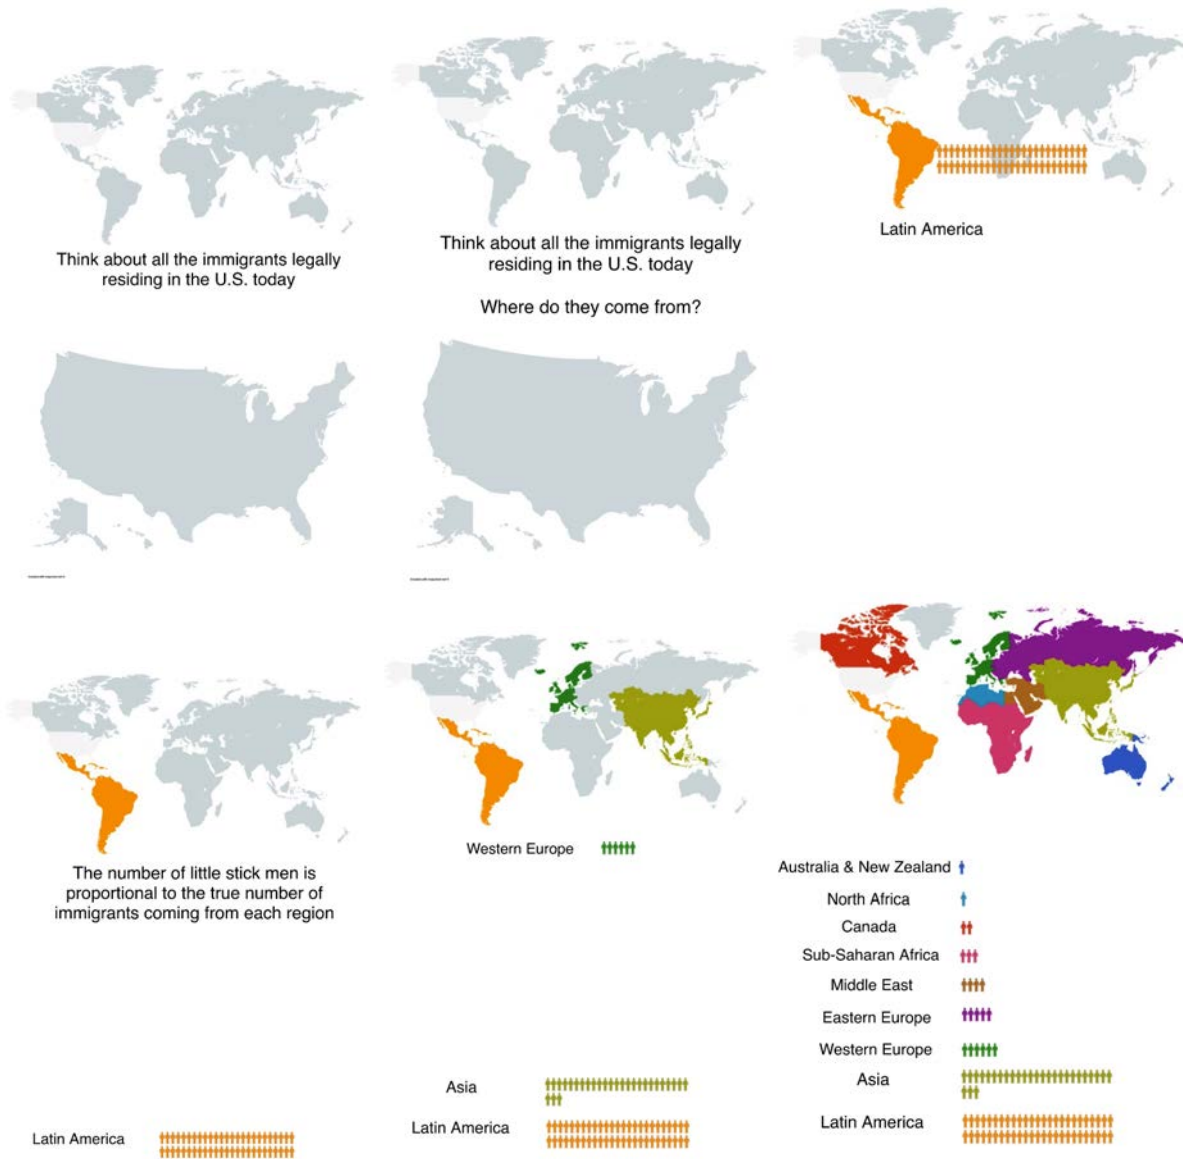 Think about all the immigrants legally
residing in the U.S. today
Think about all the immigrants legally
residing in the U.S. today
Where do they come from?
Latin America
The number of little stick men is
proportional to the true number of
immigrants coming from each region
Latin America
Western Europe
Asia
Latin America
Australia & New Zealand
North Africa
Canada
Sub-Saharan Africa
Middle East
Eastern Europe
Western Europe
Asia
Latin America